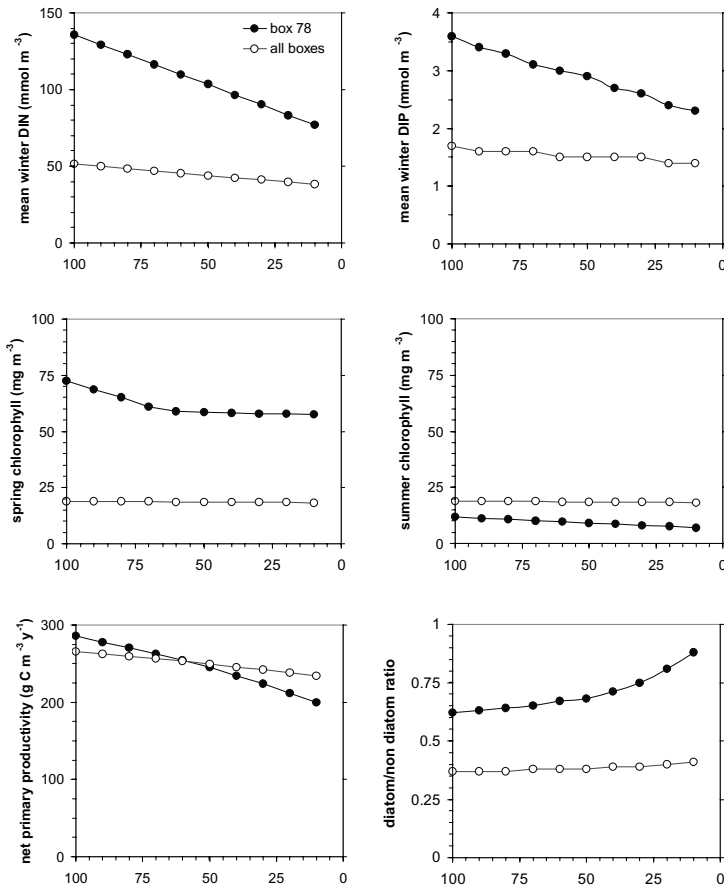 mean winter DIN (mmol m -3)
150
100
50
0
box 78
all boxes
100 75 50 25 0
mean winter DIP (mmol m -3)
4
3
2
1
0
100 75 50 25 0
spring chlorophyll (mg m -3)
100
75
50
25
0
100 75 50 25 0
summer chlorophyll (mg m -3)
100
75
50
25
0
100 75 50 25 0
net primary productivity (g C m-3 y-1)
300
200
100
0
100 75 50 25 0
diatom/non diatom ratio
1
0.75
0.5
0.25
0
100 75 50 25 0